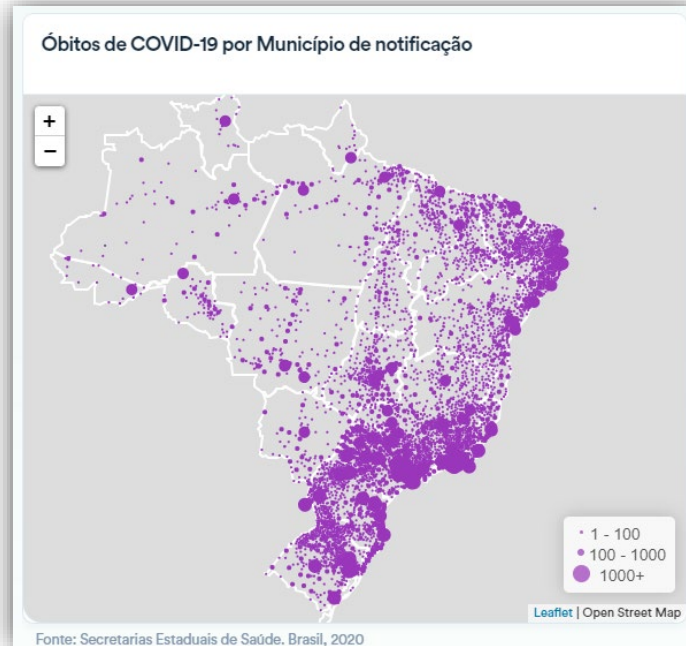 Óbitos de COVID-19 por Município de notificação
+
−
1 - 100
100 - 1000
1000+
Leaflet | Open Street Map
Fonte: Secretarias Estaduais de Saúde. Brasil, 2020